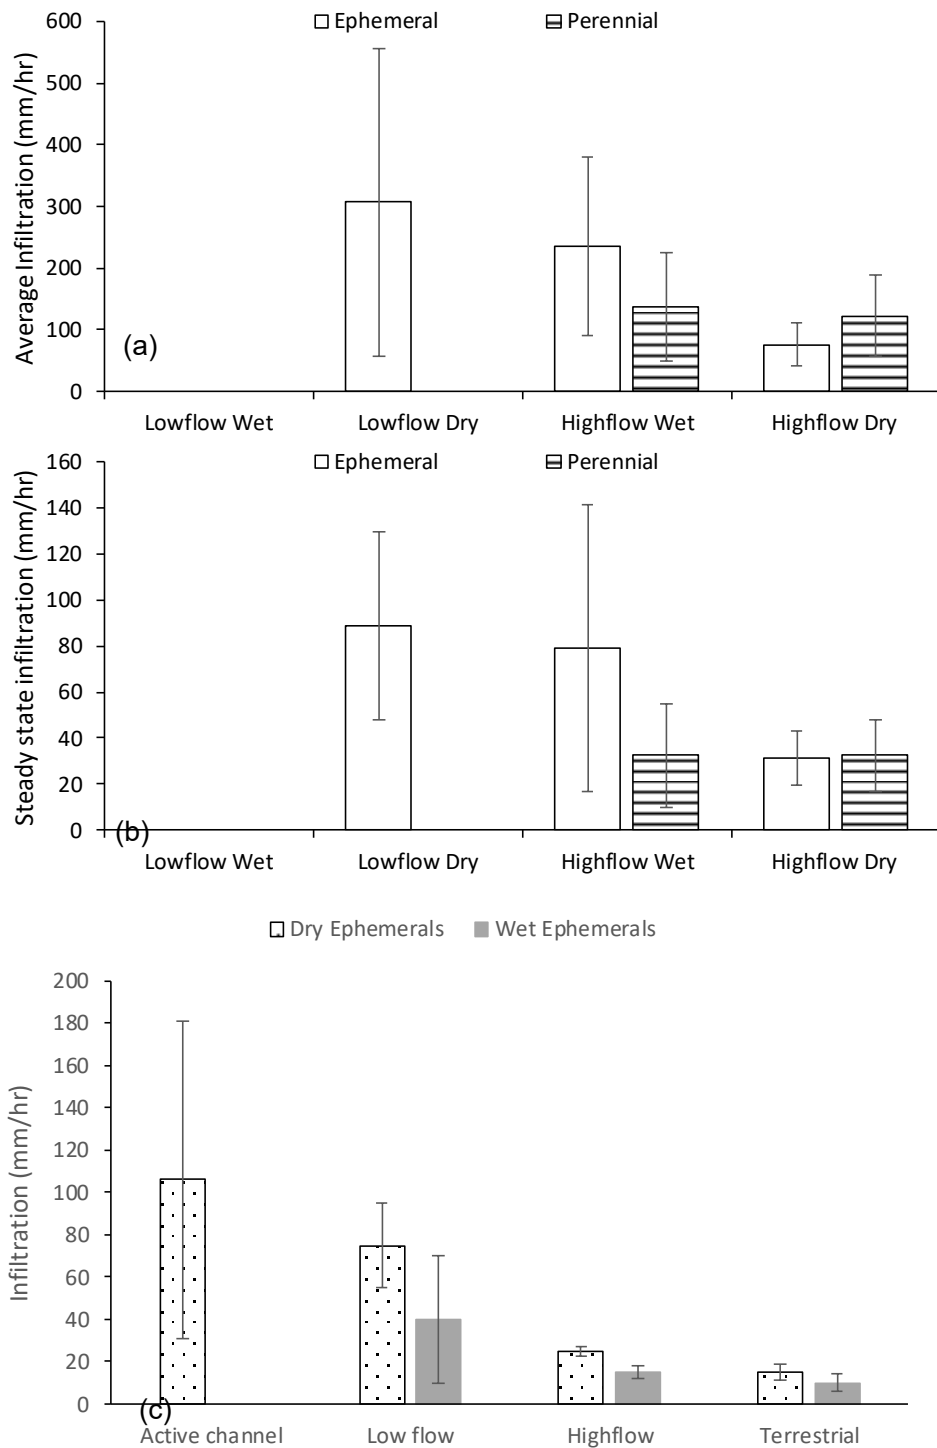 Ephemeral Perennial
600
500
400
300
200
100
0
Average Infiltration (mm/hr)
(a)
Lowflow Wet Lowflow Dry Highflow Wet Highflow Dry
Ephemeral Perennial
160
140
120
100
80
60
40
20
0
Steady state infiltration (mm/hr)
(b)
Lowflow Wet Lowflow Dry Highflow Wet Highflow Dry
Dry Ephemerals Wet Ephemerals
200
180
160
140
120
100
80
60
40
20
0
Infiltration (mm/hr)
(c)
Active channel Low flow Highflow Terrestrial